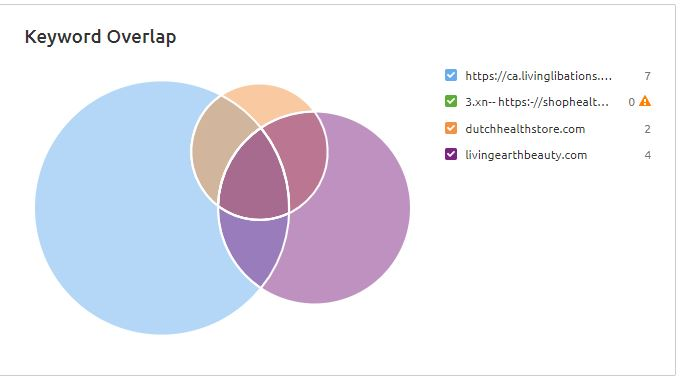 Keyword Overlap
https://ca.livinglibations.... 7
3.xn-- https:-//shophealt... 0
dutchhealthstore.com 2
livingearthbeauty.com 4